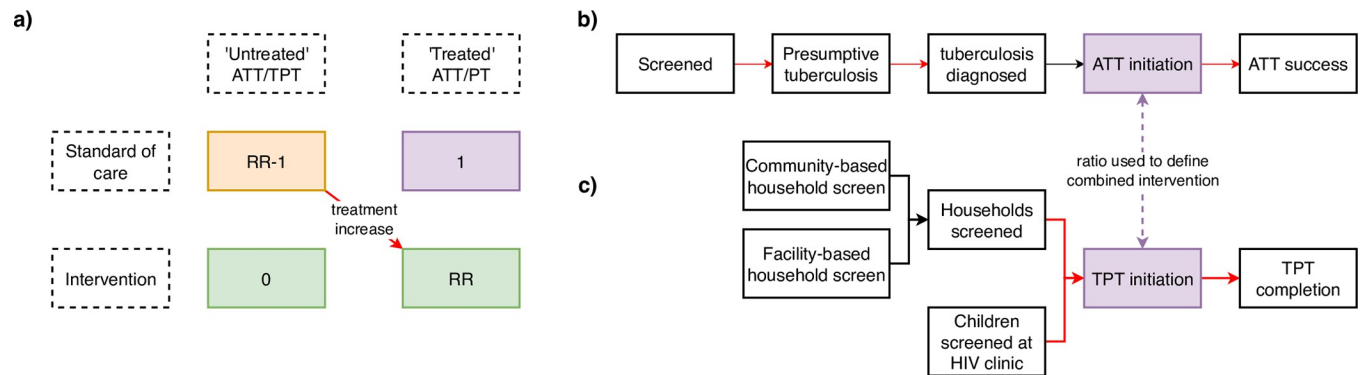 a)
'Untreated'
ATT/TPT
'Treated'
ATT/PT
Standard of
care
RR-1
1
treatment
increase
Intervention
0
RR
b)
Screened
Presumptive
tuberculosis
tuberculosis
diagnosed
ATT initiation
ATT success
ratio used to define
combined intervention
c)
Community-based
household screen
Facility-based
household screen
Households
screened
Children
screened at
HIV clinic
TPT initiation
TPT
completion